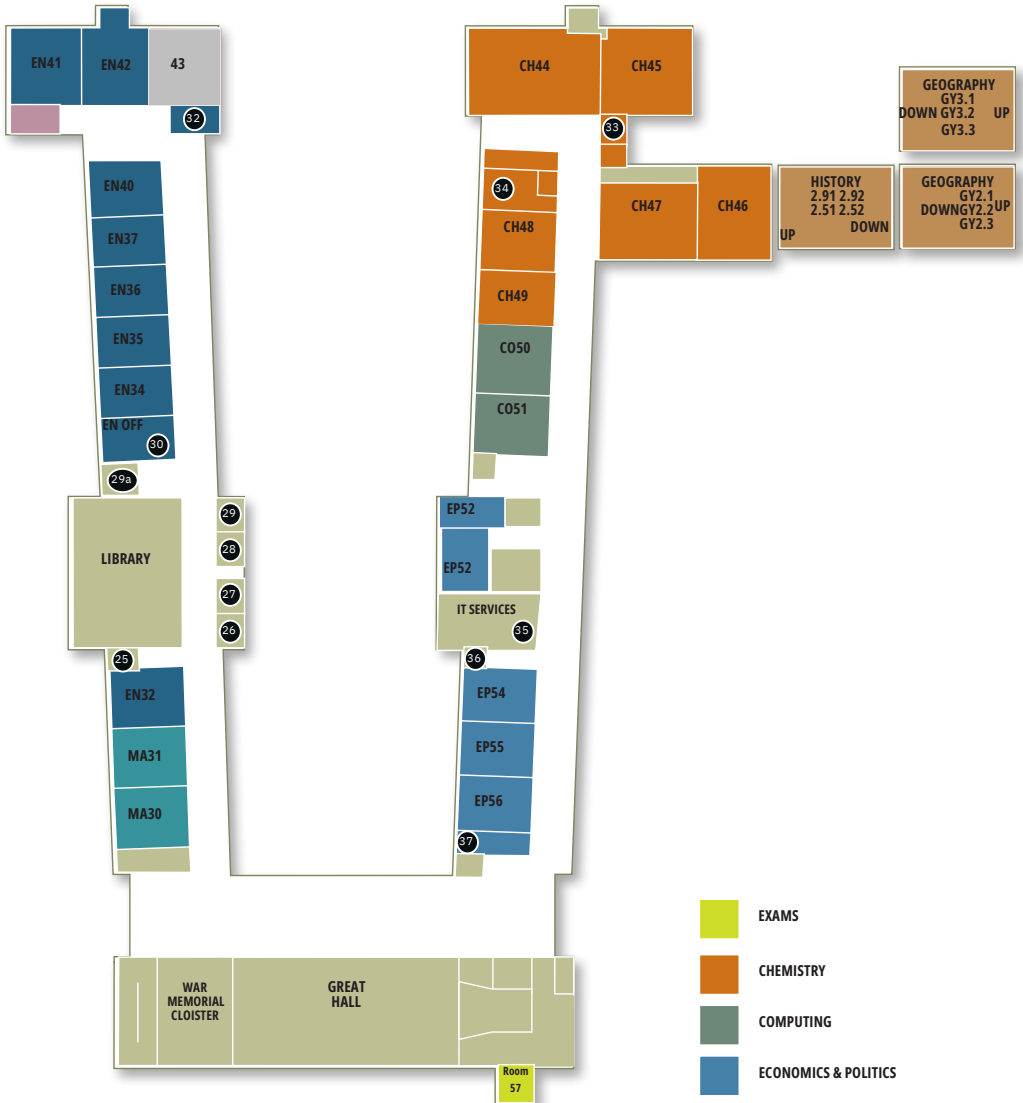 EN41
EN42
43
32
EN40
EN37
EN36
EN35
EN34
EN OFF
30
29a
LIBRARY
29
28
27
26
25
EN32
MA31
MA30
CH44
CH45
33
34
CH47
CH46
CH48
CH49
CO50
CO51
EP52
EP52
IT SERVICES
35
36
EP54
EP55
EP56
37
HISTORY
2.91 2.92
2.51 2.52
DOWN
UP
GEOGRAPHY
GY3.1
DOWN GY3.2 UP
GY3.3
GEOGRAPHY
GY2.1
DOWN GY2.2 UP
GY2.3
WAR
MEMORIAL
CLOISTER
GREAT
HALL
Room
57
EXAMS
CHEMISTRY
COMPUTING
ECONOMICS & POLITICS